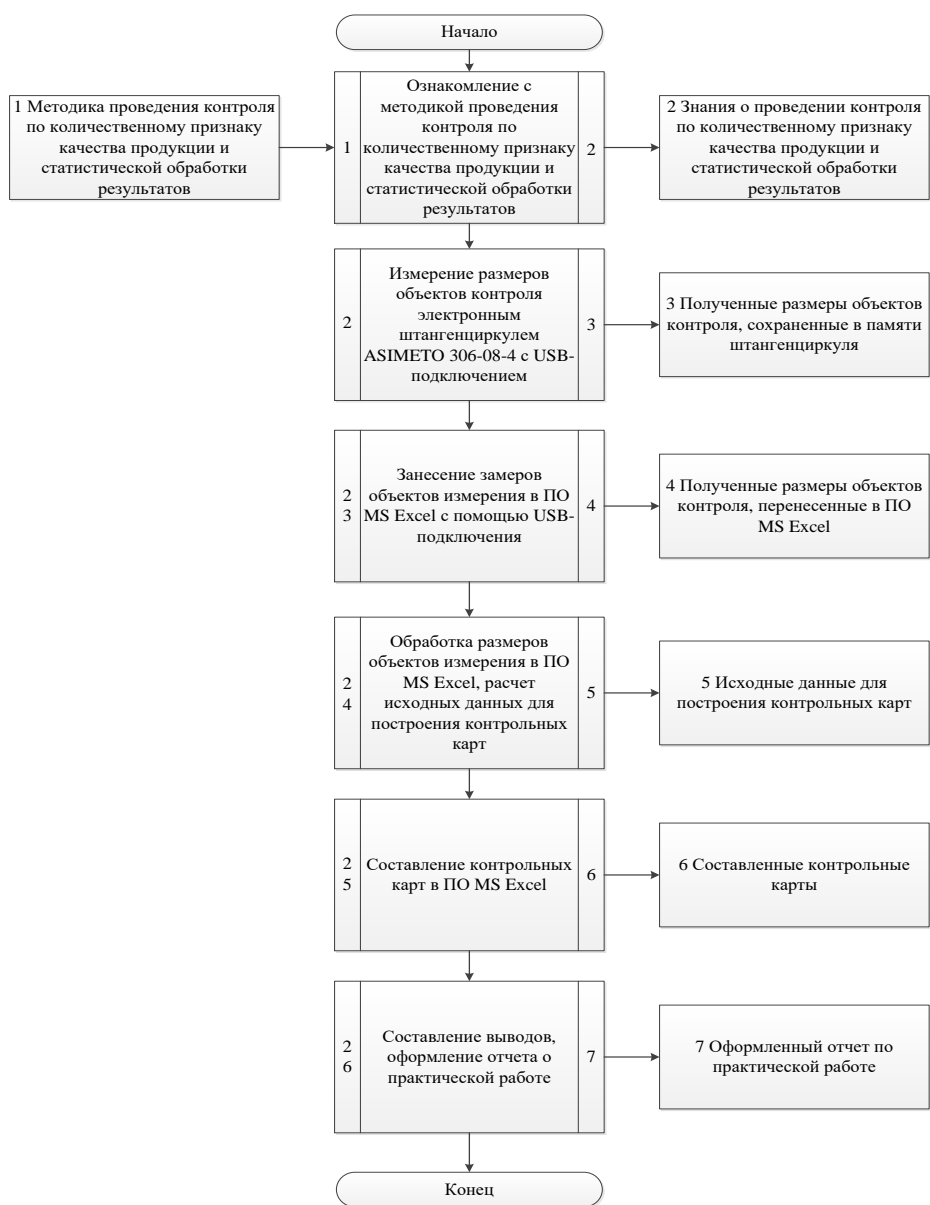 Начало
1 Методика проведения контроля
по количественному признаку
качества продукции и
статистической обработки
результатов
1
Ознакомление с
методикой проведения
контроля по
количественному признаку
качества продукции и
статистической обработки
результатов
2
2 Знания о проведении контроля
по количественному признаку
качества продукции и
статистической обработки
результатов
2
Измерение размеров
объектов контроля
электронным
штангенциркулем
ASIMETO 306-08-4 с USB-
подключением
3
3 Полученные размеры объектов
контроля, сохраненные в памяти
штангенциркуля
2
3
Занесение замеров
объектов измерения в ПО
MS Excel с помощью USB-
подключения
4
4 Полученные размеры объектов
контроля, перенесенные в ПО
MS Excel
2
4
Обработка размеров
объектов измерения в ПО
MS Excel, расчет
исходных данных для
построения контрольных
карт
5
5 Исходные данные для
построения контрольных карт
2
5
Составление контрольных
карт в ПО MS Excel
6
6 Составленные контрольные
карты
2
6
Составление выводов,
оформление отчета о
практической работе
7
7 Оформленный отчет по
практической работе
Конец